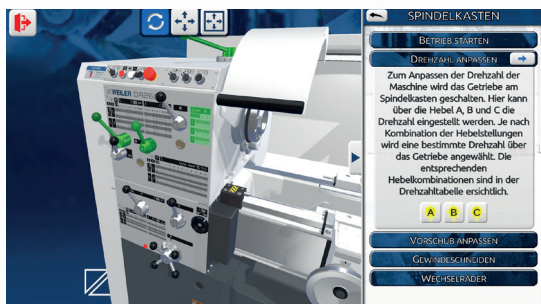 SPINDELKASTEN
BETRIEB STARTEN
DREHZAHL ANPASSEN
Zum Anpassen der Drehzahl der
Maschine wird das Getriebe am
Spindelkasten geschalten. Hier kann
über die Hebel A, B und C die
Drehzahl eingestellt werden. Je nach
Kombination der Hebelstellungen
wird eine bestimmte Drehzahl über
das Getriebe angewählt. Die
entsprechenden
Hebelkombinationen sind in der
Drehzahltabelle ersichtlich.
A B C
VORSCHUB ANPASSEN
GEWINDESCHNEIDEN
WECHSELRÄDER
WEILER